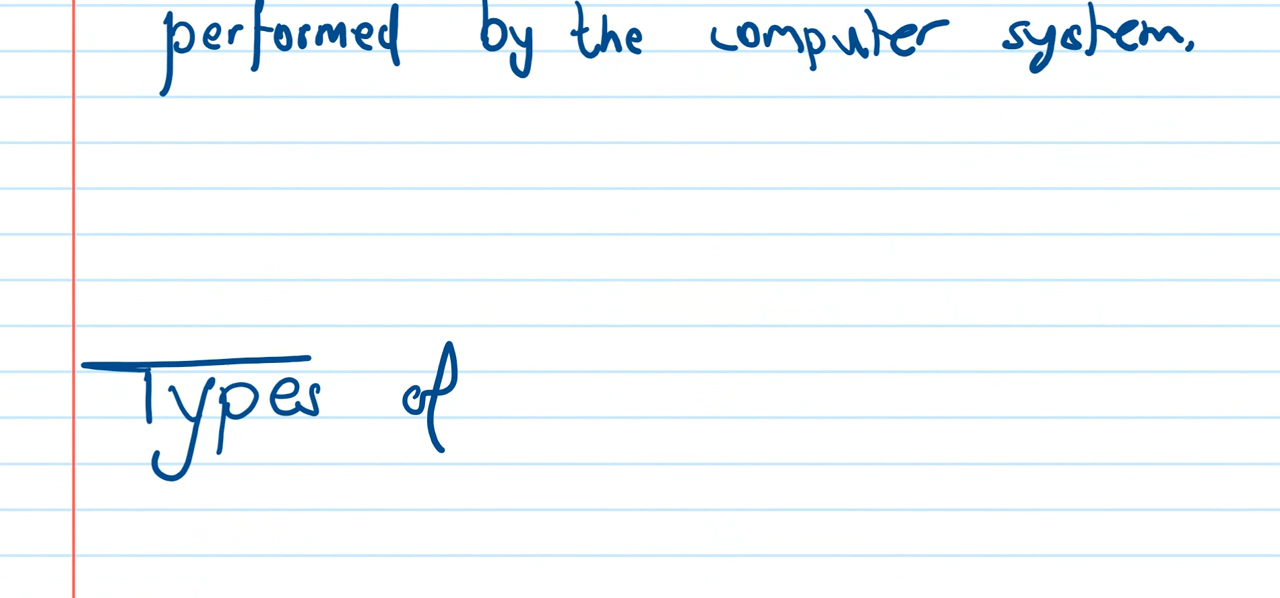 performed by the computer system.
Types of